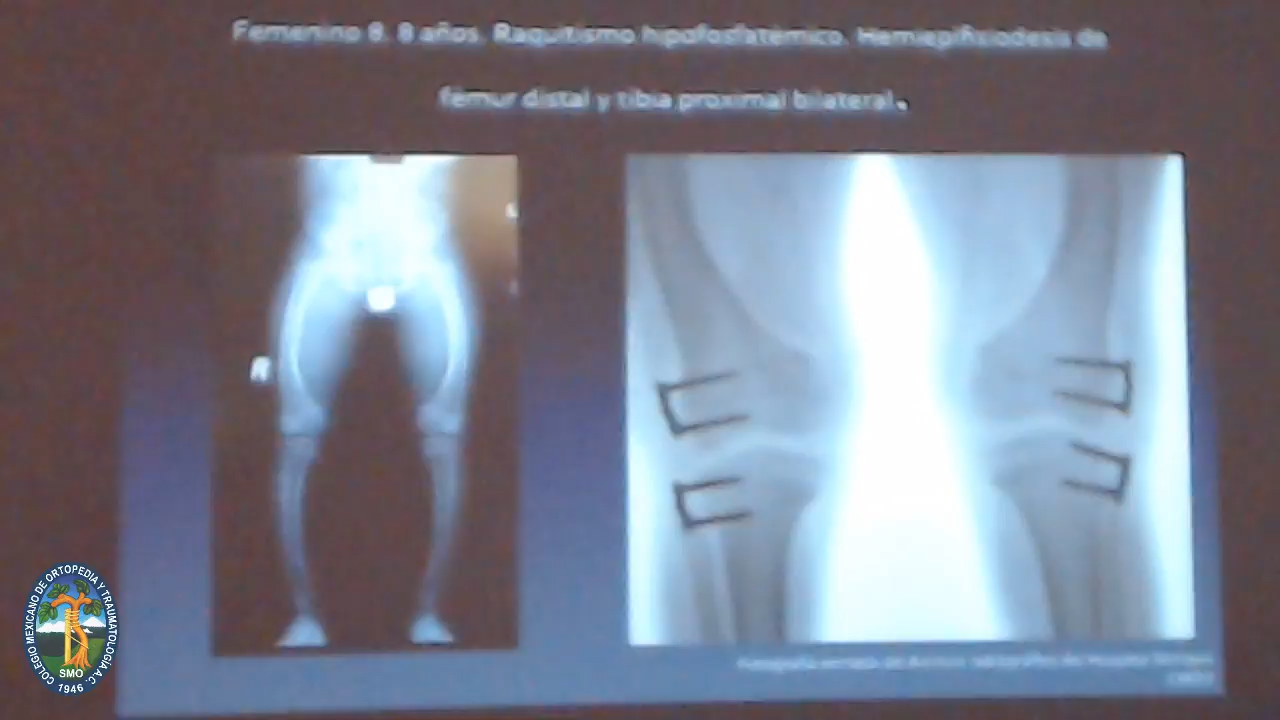 Femenino 8. 8 años. Raquitismo hipofosfatémico. Hemiepifisiodesis de
fémur distal y tibia proximal bilateral.
R
COLEGIO MEXICANO DE ORTOPEDIA Y TRAUMATOLOGIA A.C.
SMO
1946